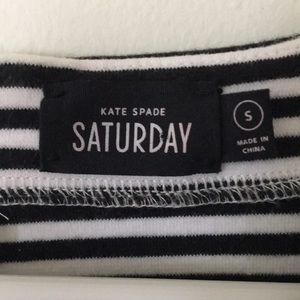 KATE SPADE
SATURDAY
S
MADE IN
CHINA